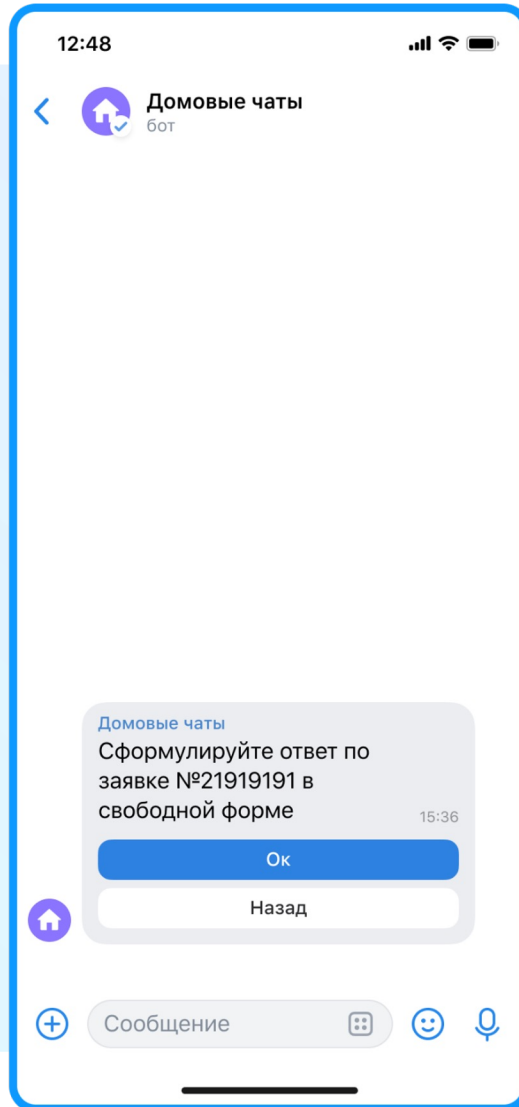 12:48
Домовые чаты
бот
Домовые чаты
Сформулируйте ответ по
заявке №21919191 в
свободной форме
15:36
Ок
Назад
Сообщение